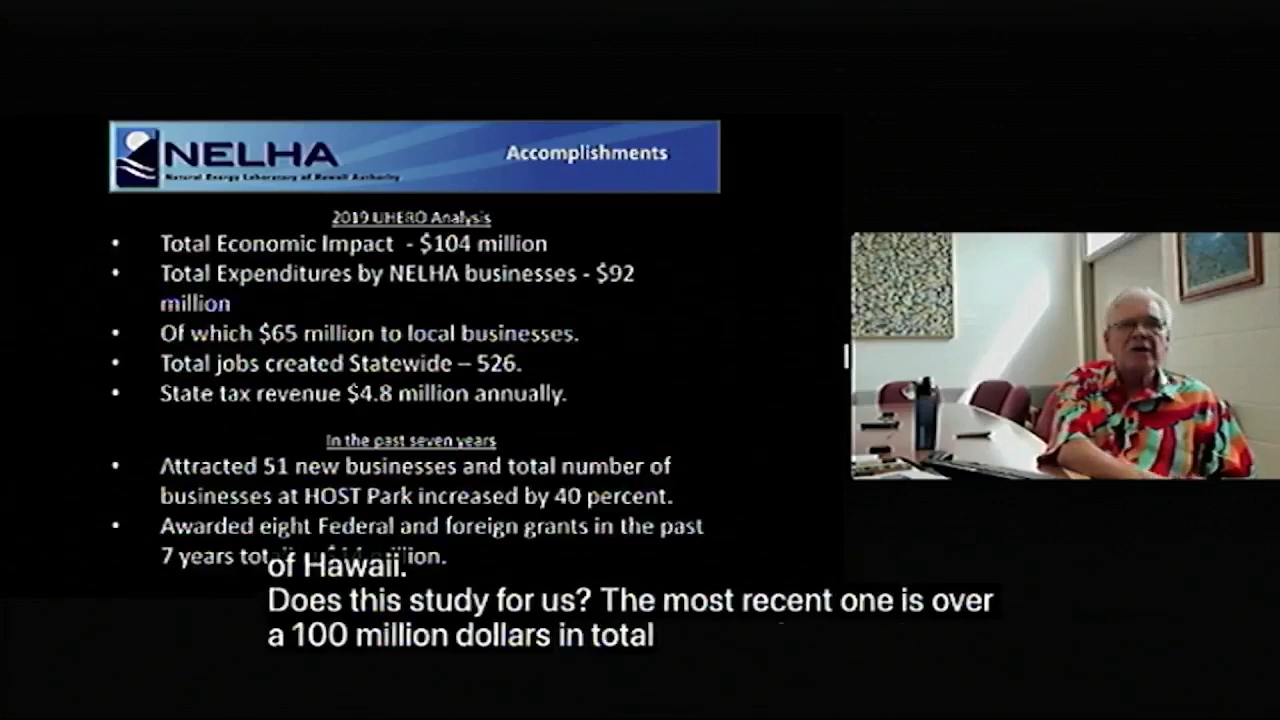 NELHA
Natural Energy Laboratory of Hawaii Authority
Accomplishments
2019 UHERO Analysis
• Total Economic Impact - $104 million
• Total Expenditures by NELHA businesses - $92
million
• Of which $65 million to local businesses.
• Total jobs created Statewide – 526.
• State tax revenue $4.8 million annually.
In the past seven years
• Attracted 51 new businesses and total number of
businesses at HOST Park increased by 40 percent.
• Awarded eight Federal and foreign grants in the past
7 years
of Hawaii.
Does this study for us? The most recent one is over
a 100 million dollars in total